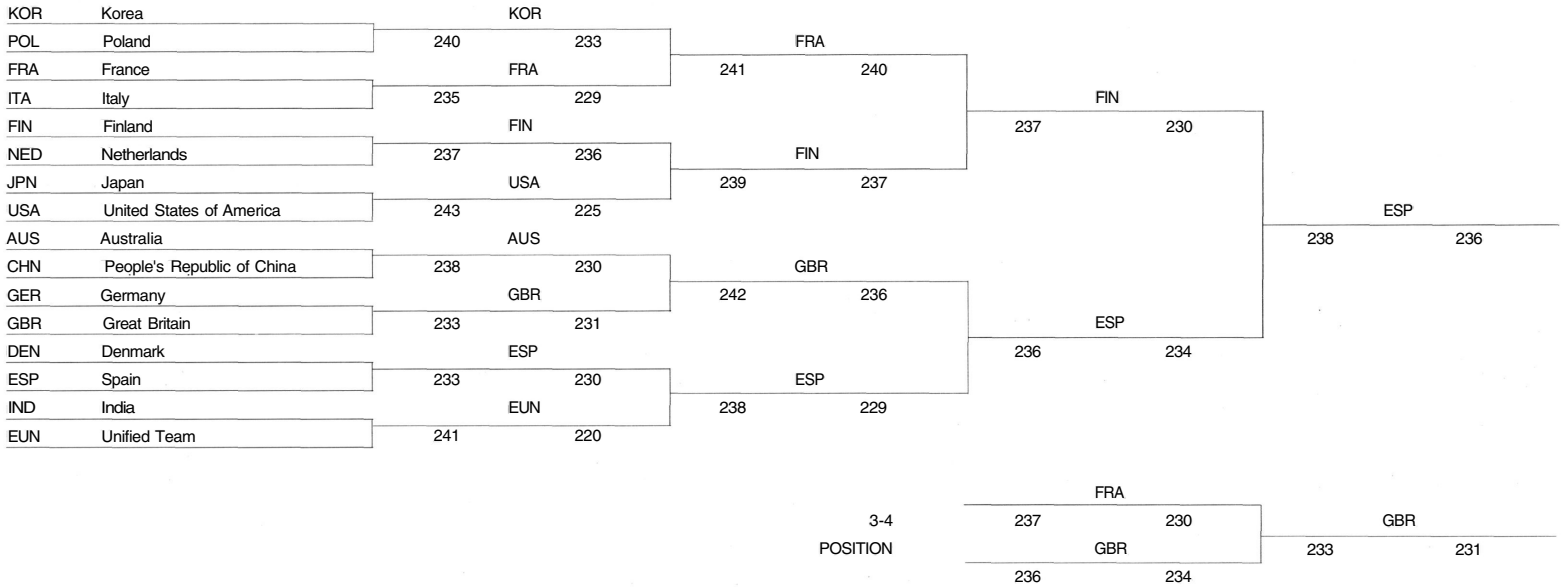 KOR Korea KOR
POL Poland 240 233 FRA
FRA France FRA 241 240
ITA Italy 235 229 FIN
FIN Finland FIN 237 230
NED Netherlands 237 236 FIN
JPN Japan USA 239 237
USA United States of America 243 225 ESP
AUS Australia AUS 238 236
CHN People's Republic of China 238 230 GBR
GER Germany GBR 242 236
GBR Great Britain 233 231 ESP
DEN Denmark ESP 236 234
ESP Spain 233 230 ESP
IND India EUN 238 229
EUN Unified Team 241 220
FRA
3-4 237 230 GBR
POSITION GBR 233 231
236 234